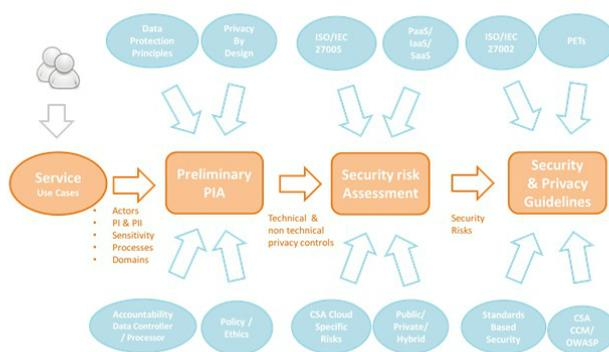 Data
Protection
Principles
Privacy
By
Design
ISO/IEC
27005
PaaS/
IaaS/
SaaS
ISO/IEC
27002
PETs
Service
Use Cases
Preliminary
PIA
Security risk
Assessment
Security
& Privacy
Guidelines
• Actors
• PI & PII
• Sensitivity
• Processes
• Domains
Technical &
non technical
privacy controls
Security
Risks
Accountability
Data Controller
/ Processor
Policy /
Ethics
CSA Cloud
Specific
Risks
Public/
Private/
Hybrid
Standards
Based
Security
CSA
CCM/
OWASP